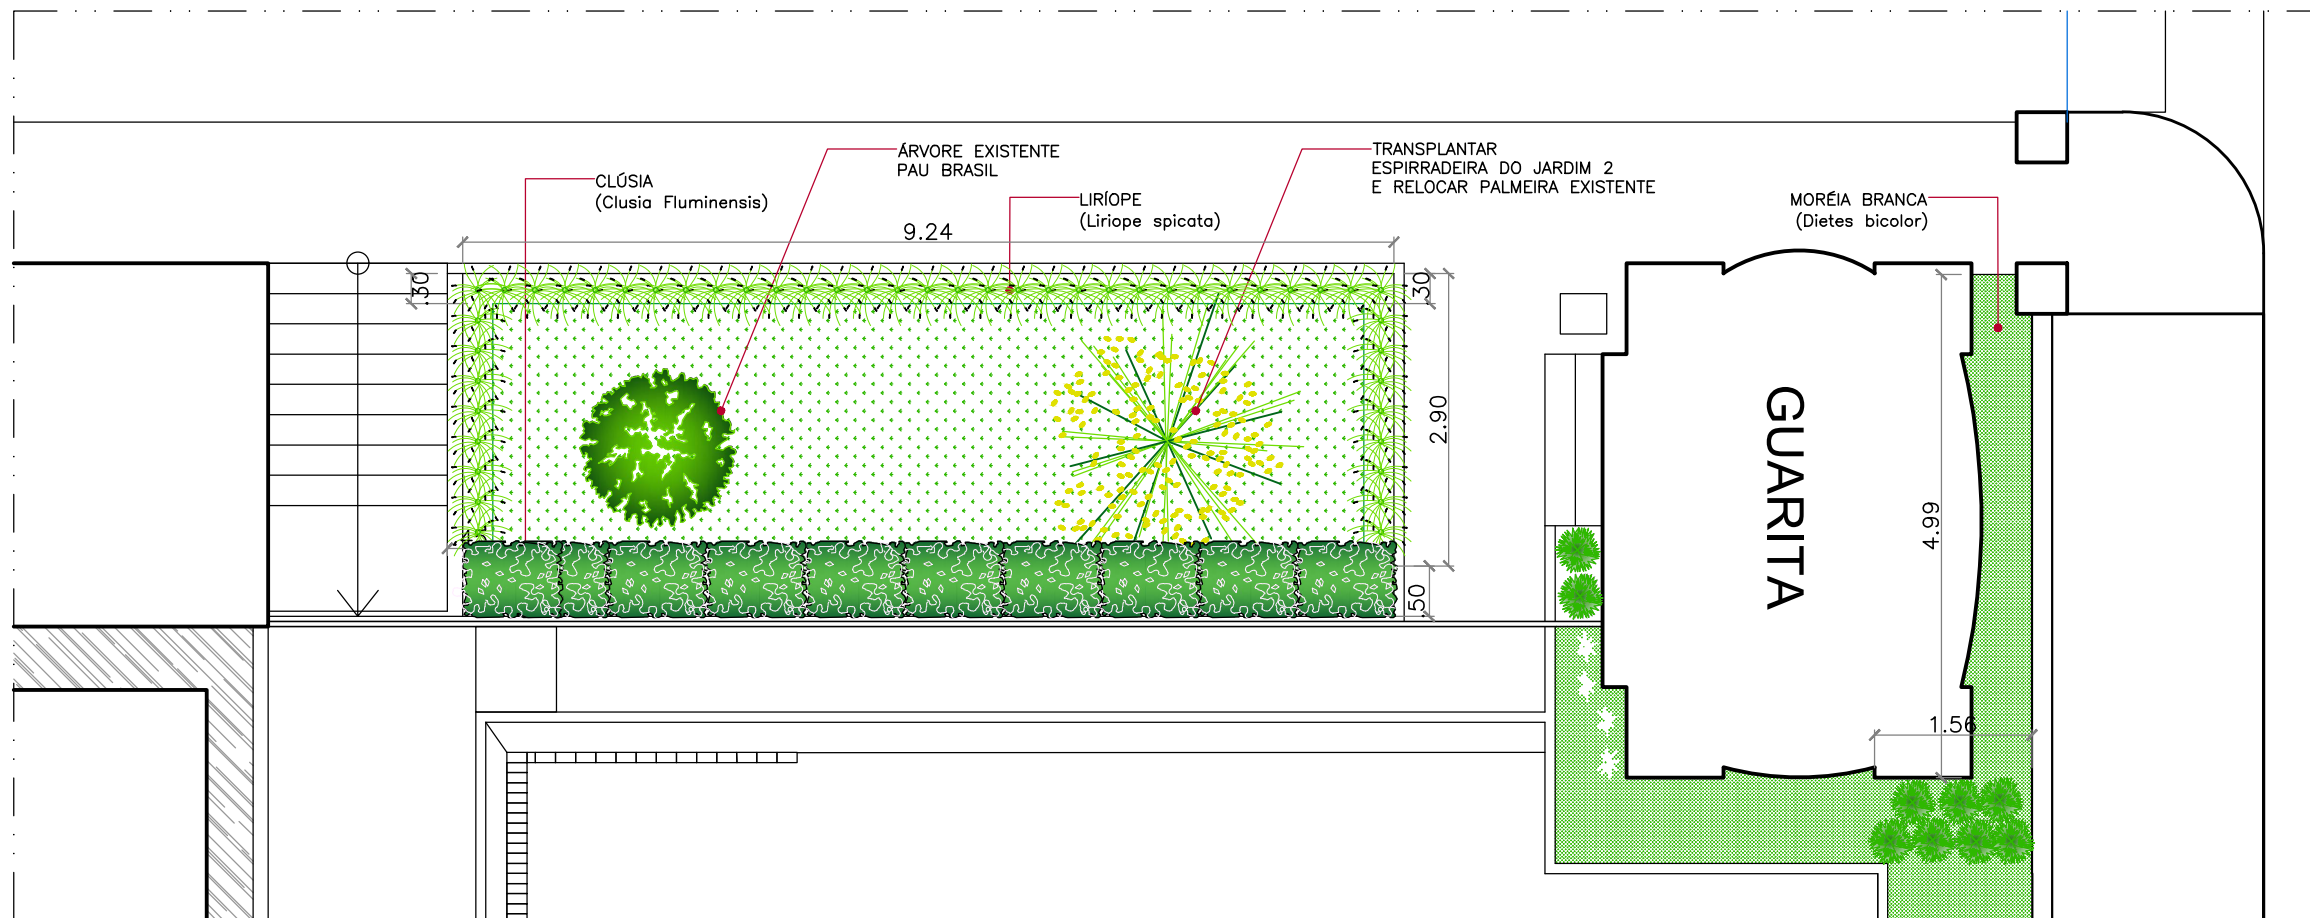 ÁRVORE EXISTENTE
PAU BRASIL
TRANSPLANTAR
ESPIRRADEIRA DO JARDIM 2
E RELOCAR PALMEIRA EXISTENTE
CLÚSIA
(Clusia Fluminensis)
LIRÍOPE
(Liriope spicata)
MORÉIA BRANCA
(Dietes bicolor)
9.24
.30
.30
2.90
.50
GUARITA
4.99
1.56